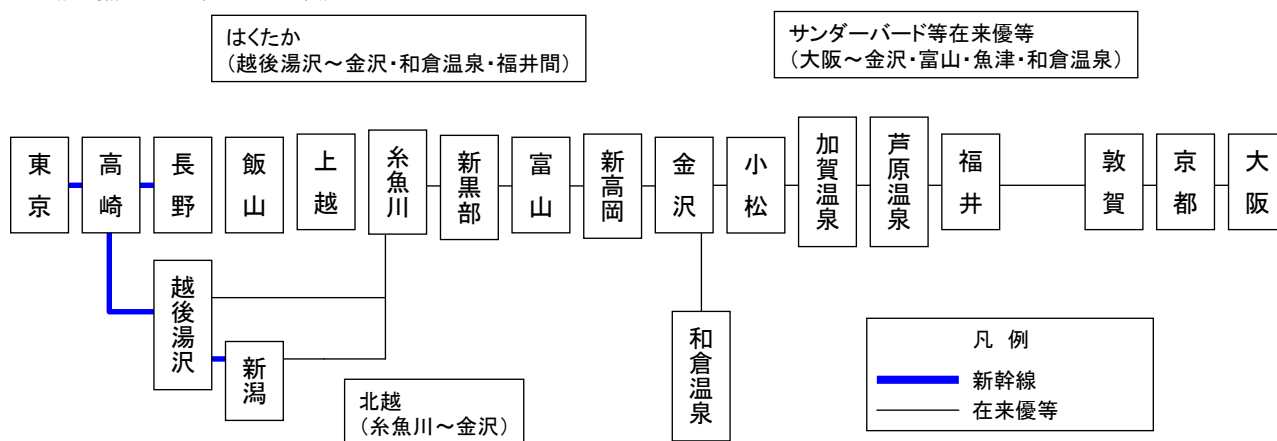 はくたか
(越後湯沢～金沢・和倉温泉・福井間)
サンダーバード等在来優等
(大阪～金沢・富山・魚津・和倉温泉)
東京
高崎
長野
飯山
上越
糸魚川
新黒部
富山
新高岡
金沢
小松
加賀温泉
芦原温泉
福井
敦賀
京都
大阪
越後湯沢
新潟
和倉温泉
北越
(糸魚川～金沢)
凡 例
新幹線
在来優等